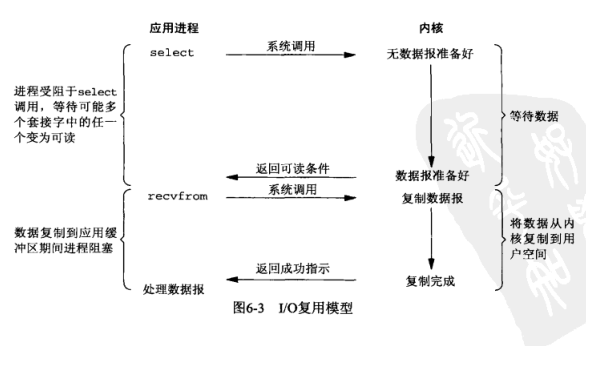 应用进程
内核
select
系统调用
无数据报准备好
进程受阻于select
调用，等待可能多
个套接字中的任一
个变为可读
等待数据
返回可读条件
数据报准备好
recvfrom
系统调用
复制数据报
数据复制到应用缓
冲区期间进程阻塞
将数据从内
核复制到用
户空间
返回成功指示
复制完成
处理数据报
图6-3 I/O复用模型